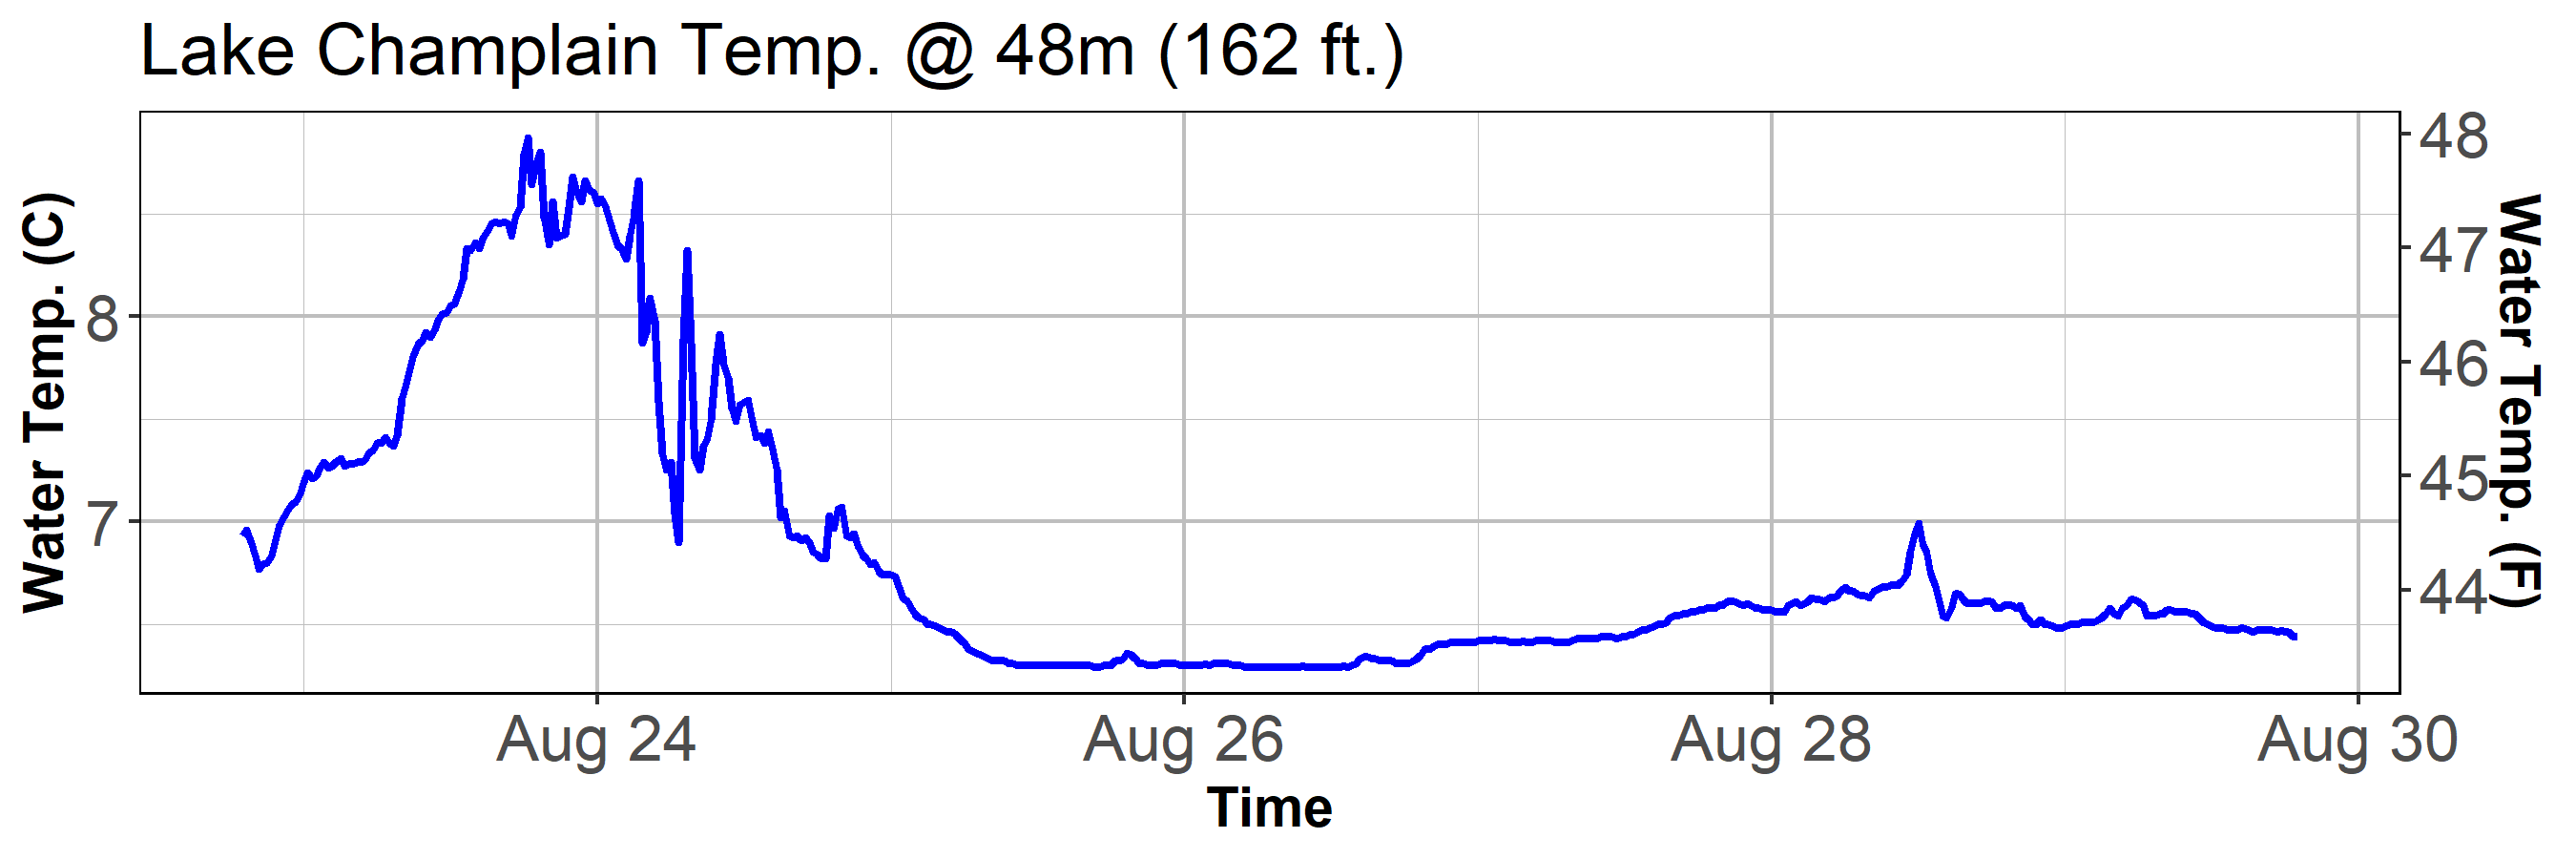 Lake Champlain Temp. @ 48m (162 ft.)
Water Temp. (C)
8
7
48
47
46
45
44
Water Temp. (F)
Aug 24
Aug 26
Aug 28
Aug 30
Time